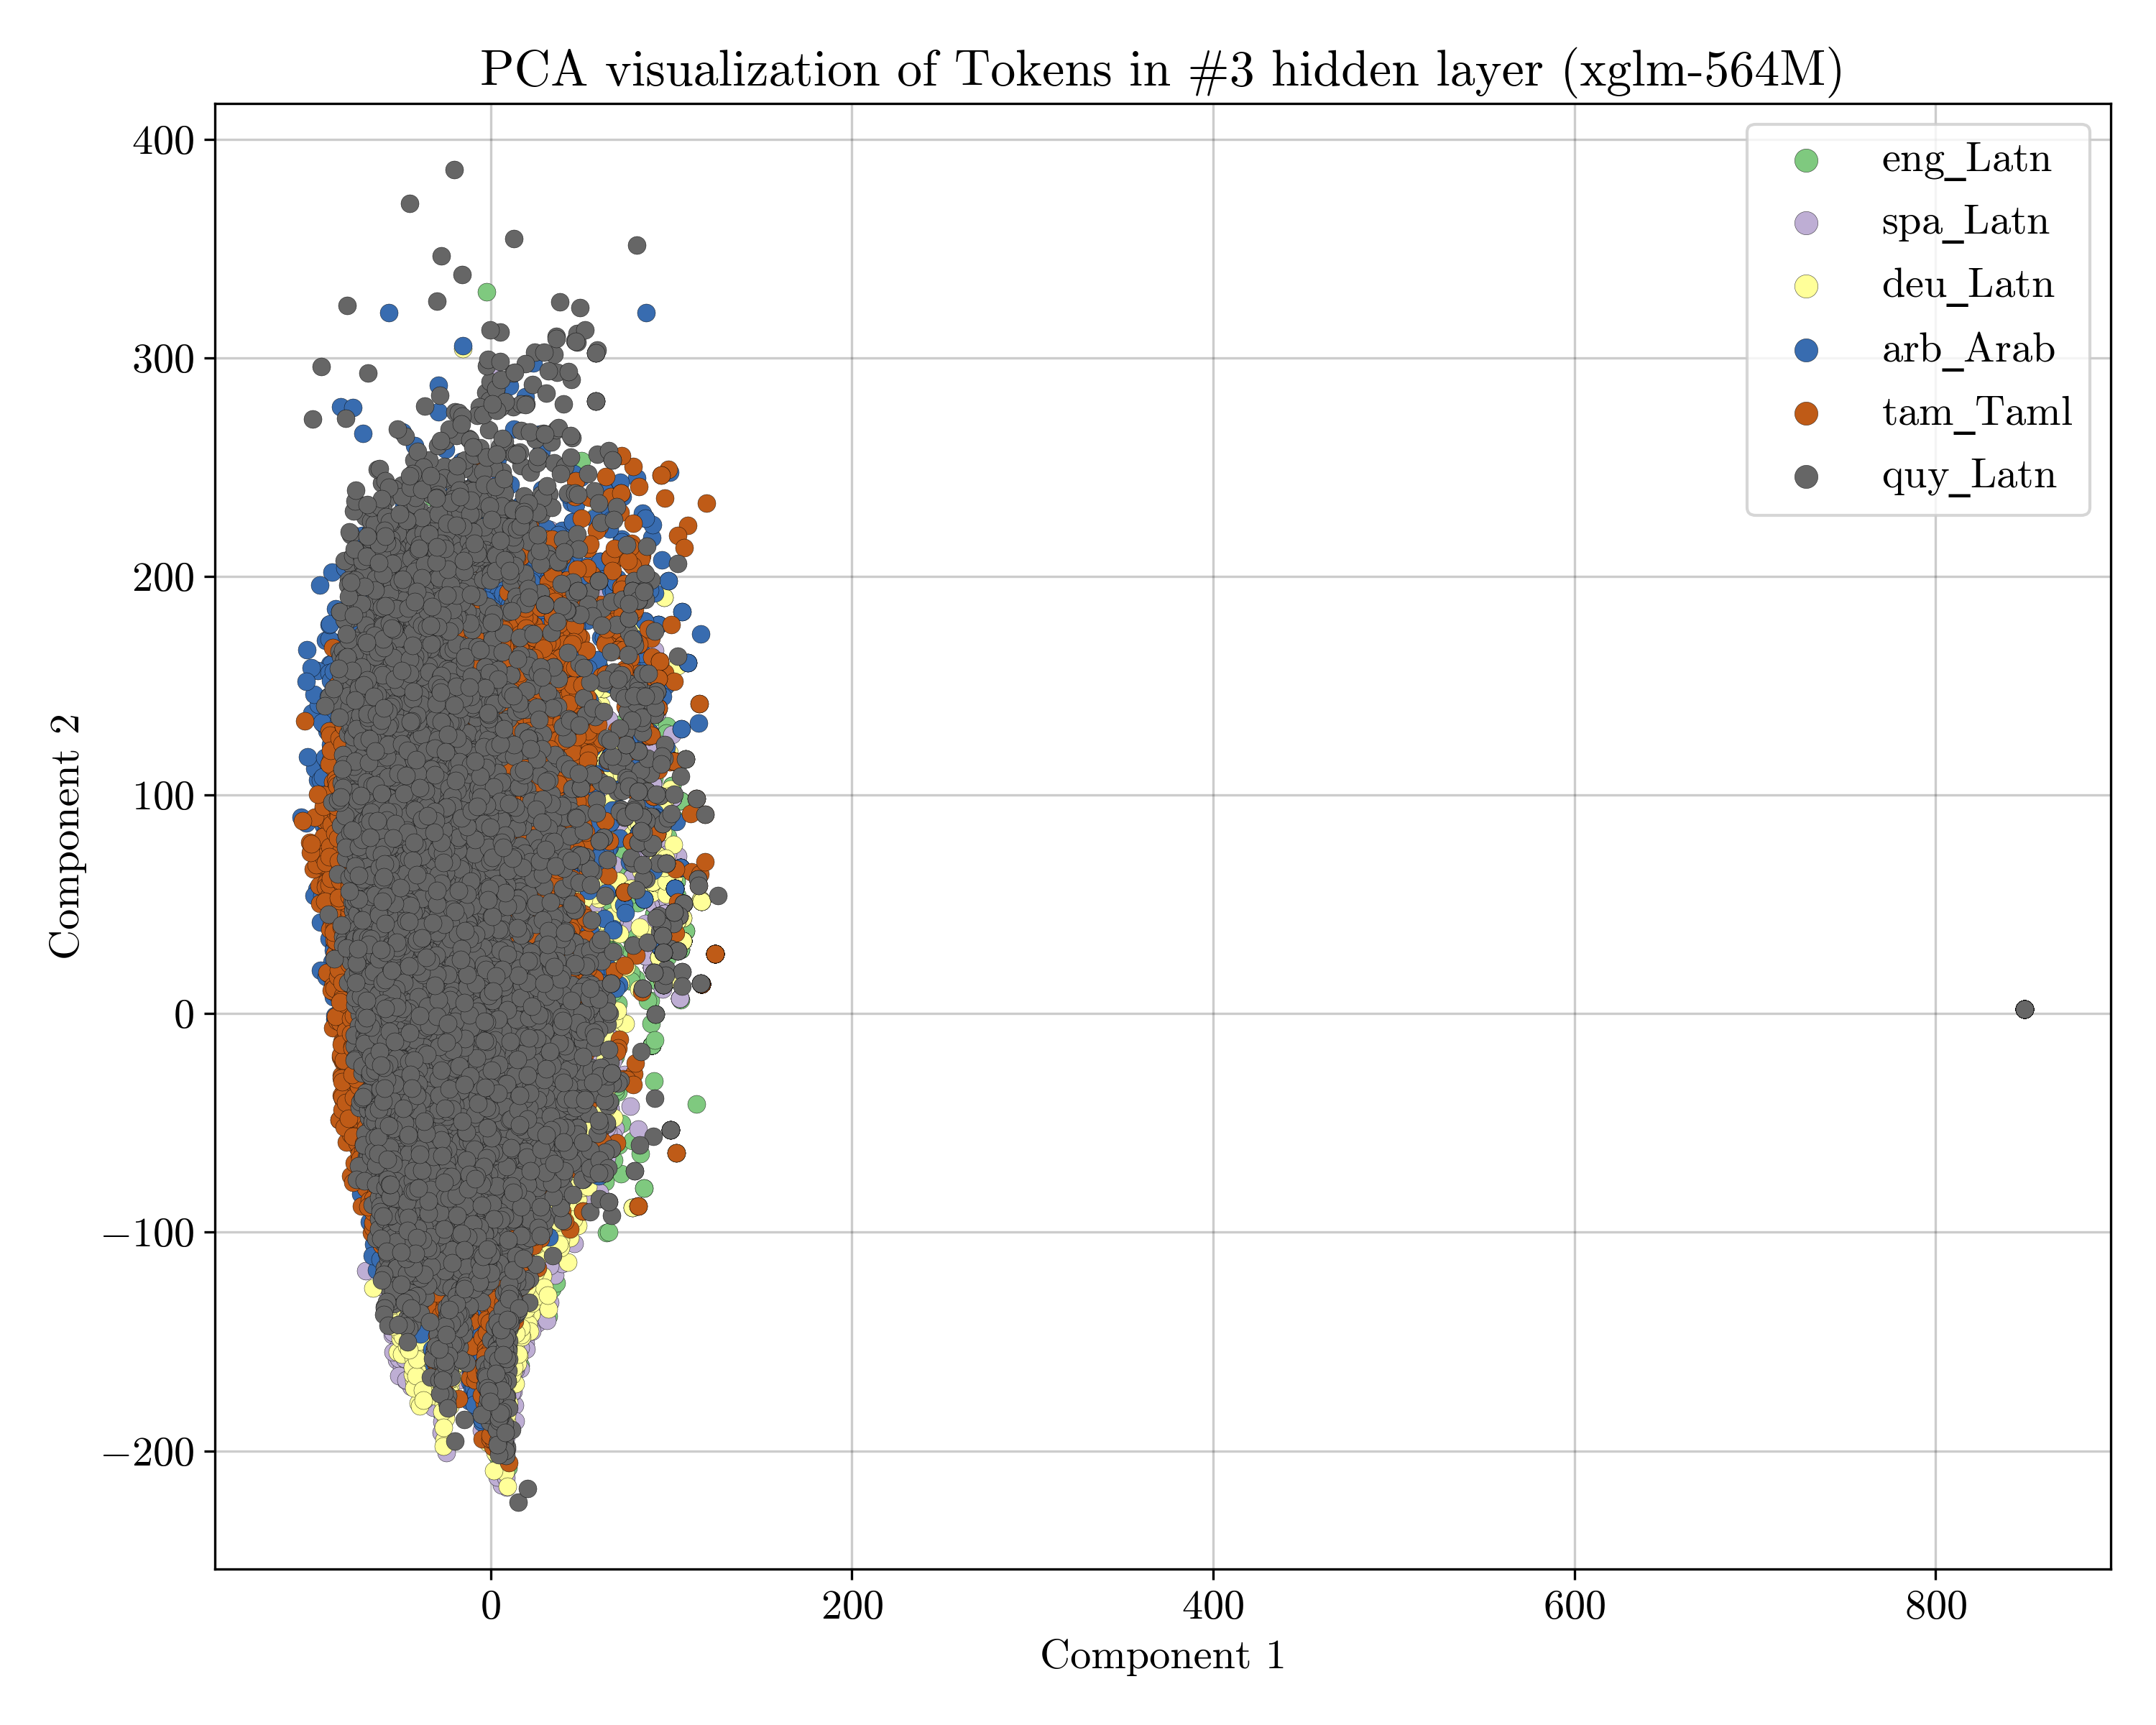 PCA visualization of Tokens in #3 hidden layer (xglm-564M)
eng_Latn
spa_Latn
deu_Latn
arb_Arab
tam_Taml
quy_Latn
400
300
200
100
0
−100
−200
Component 2
0 200 400 600 800
Component 1